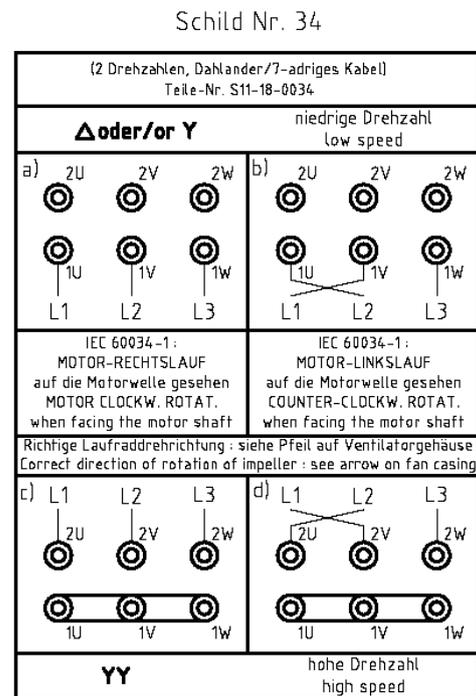 Schild Nr. 34
(2 Drehzahlen, Dahlander/7-adriges Kabel)
Teile-Nr. S11-18-0034
Δ oder/or Y
niedrige Drehzahl
low speed
a) 2U 2V 2W
1U 1V 1W
L1 L2 L3
b) 2U 2V 2W
1U 1V 1W
L1 L2 L3
IEC 60034-1 :
MOTOR-RECHTSLAUF
auf die Motorwelle gesehen
MOTOR CLOCKW. ROTAT.
when facing the motor shaft
IEC 60034-1 :
MOTOR-LINKSLAUF
auf die Motorwelle gesehen
COUNTER-CLOCKW. ROTAT.
when facing the motor shaft
Richtige Laufraddrehrichtung : siehe Pfeil auf Ventilatorgehäuse
Correct direction of rotation of impeller : see arrow on fan casing
c) L1 L2 L3
2U 2V 2W
1U 1V 1W
d) L1 L2 L3
2U 2V 2W
1U 1V 1W
YY
hohe Drehzahl
high speed